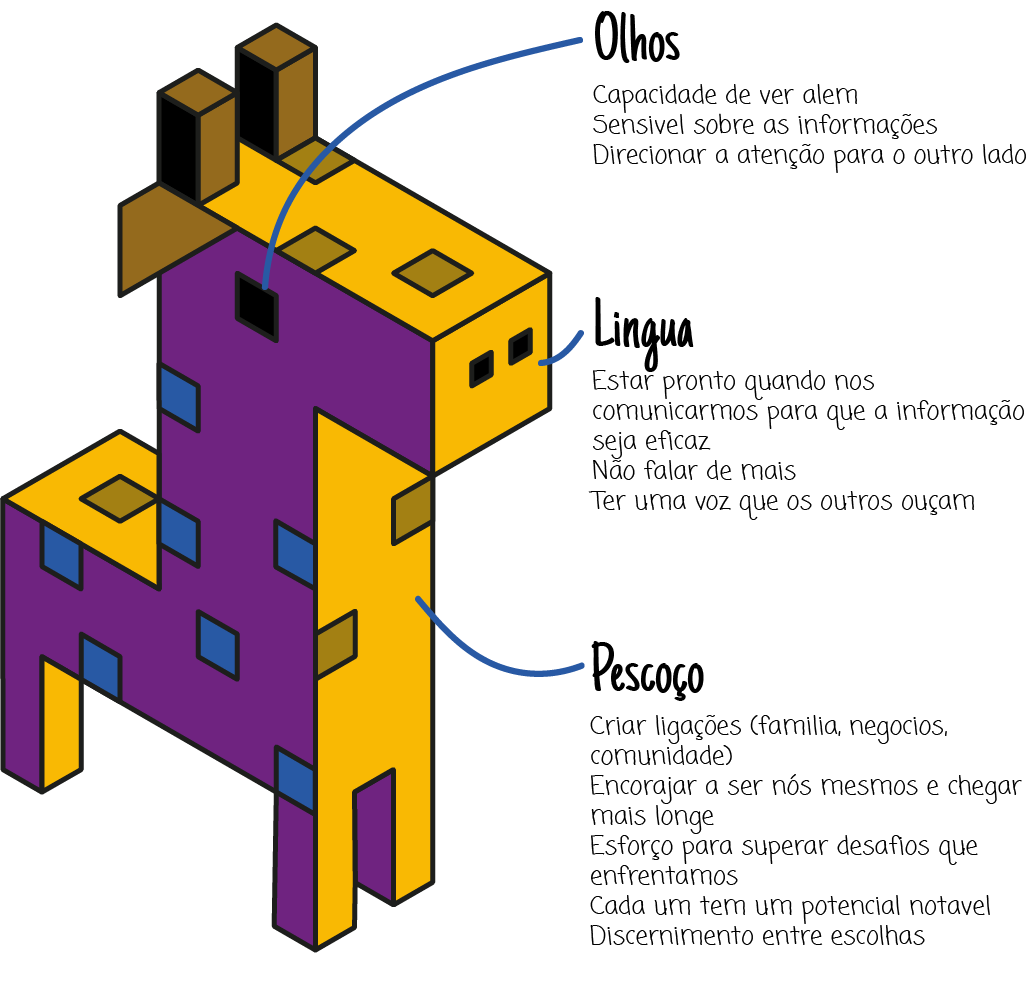 Olhos
Capacidade de ver alem
Sensivel sobre as informações
Direcionar a atenção para o outro lado
Lingua
Estar pronto quando nos
comunicarmos para que a informação
seja eficaz
Não falar de mais
Ter uma voz que os outros ouçam
Pescoço
Criar ligações (familia, negocios,
comunidade)
Encorajar a ser nós mesmos e chegar
mais longe
Esforço para superar desafios que
enfrentamos
Cada um tem um potencial notavel
Discernimento entre escolhas